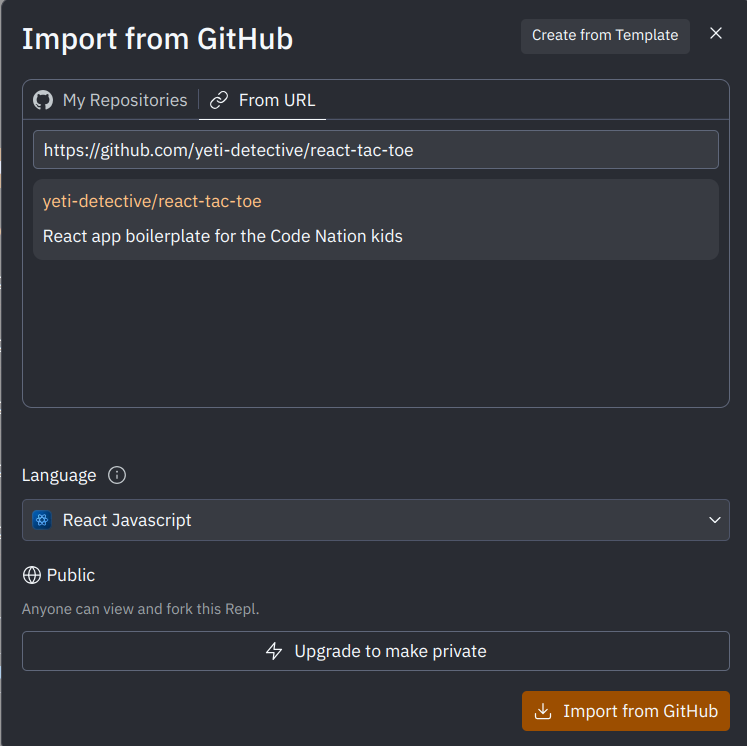 Import from GitHub
Create from Template
My Repositories
From URL
https://github.com/yeti-detective/react-tac-toe
yeti-detective/react-tac-toe
React app boilerplate for the Code Nation kids
Language
React Javascript
Public
Anyone can view and fork this Repl.
Upgrade to make private
Import from GitHub